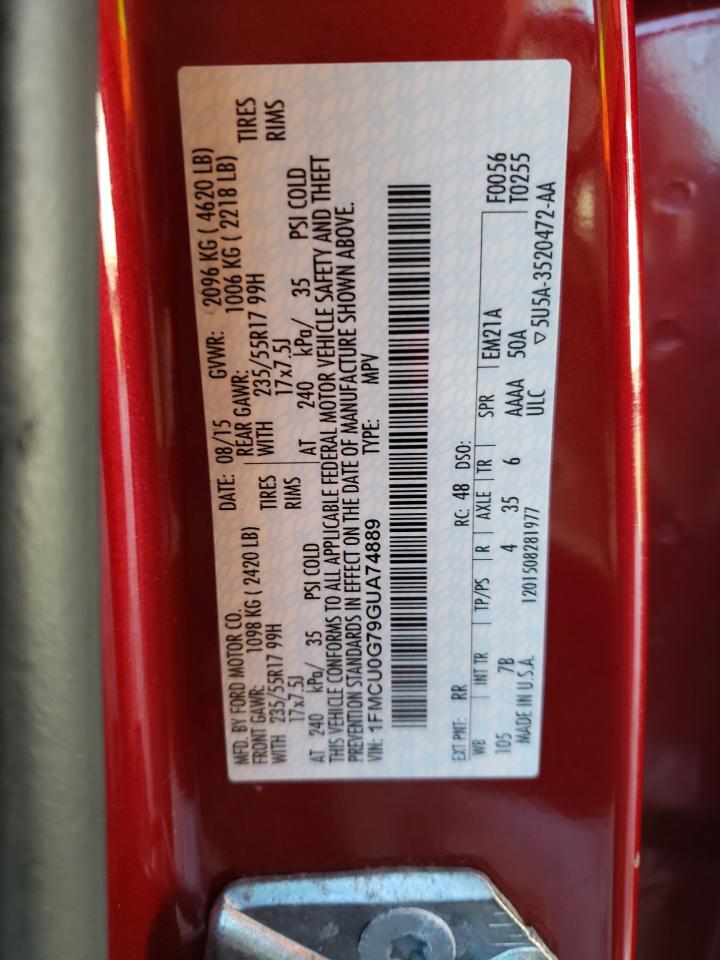 MFD. BY FORD MOTOR CO. DATE: 08/15 GVWR: 2096 KG ( 4620 LB)
FRONT GAWR: 1098 KG ( 2420 LB) REAR GAWR: 1006 KG ( 2218 LB)
WITH 235/55R17 99H TIRES WITH 235/55R17 99H TIRES
17x7.5J RIMS 17x7.5J RIMS
AT 240 kPa/ 35 PSI COLD AT 240 kPa/ 35 PSI COLD
THIS VEHICLE CONFORMS TO ALL APPLICABLE FEDERAL MOTOR VEHICLE SAFETY AND THEFT
PREVENTION STANDARDS IN EFFECT ON THE DATE OF MANUFACTURE SHOWN ABOVE.
VIN: 1FMCU0G79GUA74889 TYPE: MPV
EXT PNT: RR RC: 48 DSO:
WB INT TR TP/PS R AXLE TR SPR EM21A F0056
105 7B 4 35 6 AAAA 50A T0255
MADE IN U.S.A. 1201508281977 ULC ▽5U5A-3520472-AA